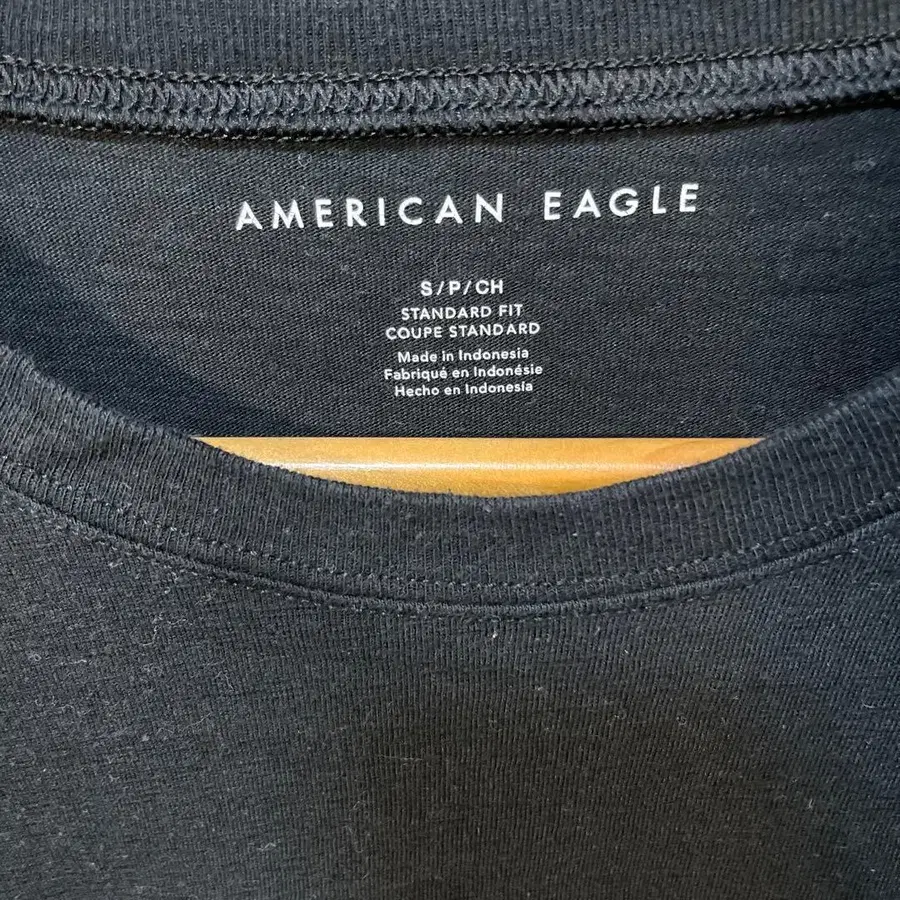 AMERICAN EAGLE
S/P/CH
STANDARD FIT
COUPE STANDARD
Made in Indonesia
Fabriqué en Indonésie
Hecho en Indonesia